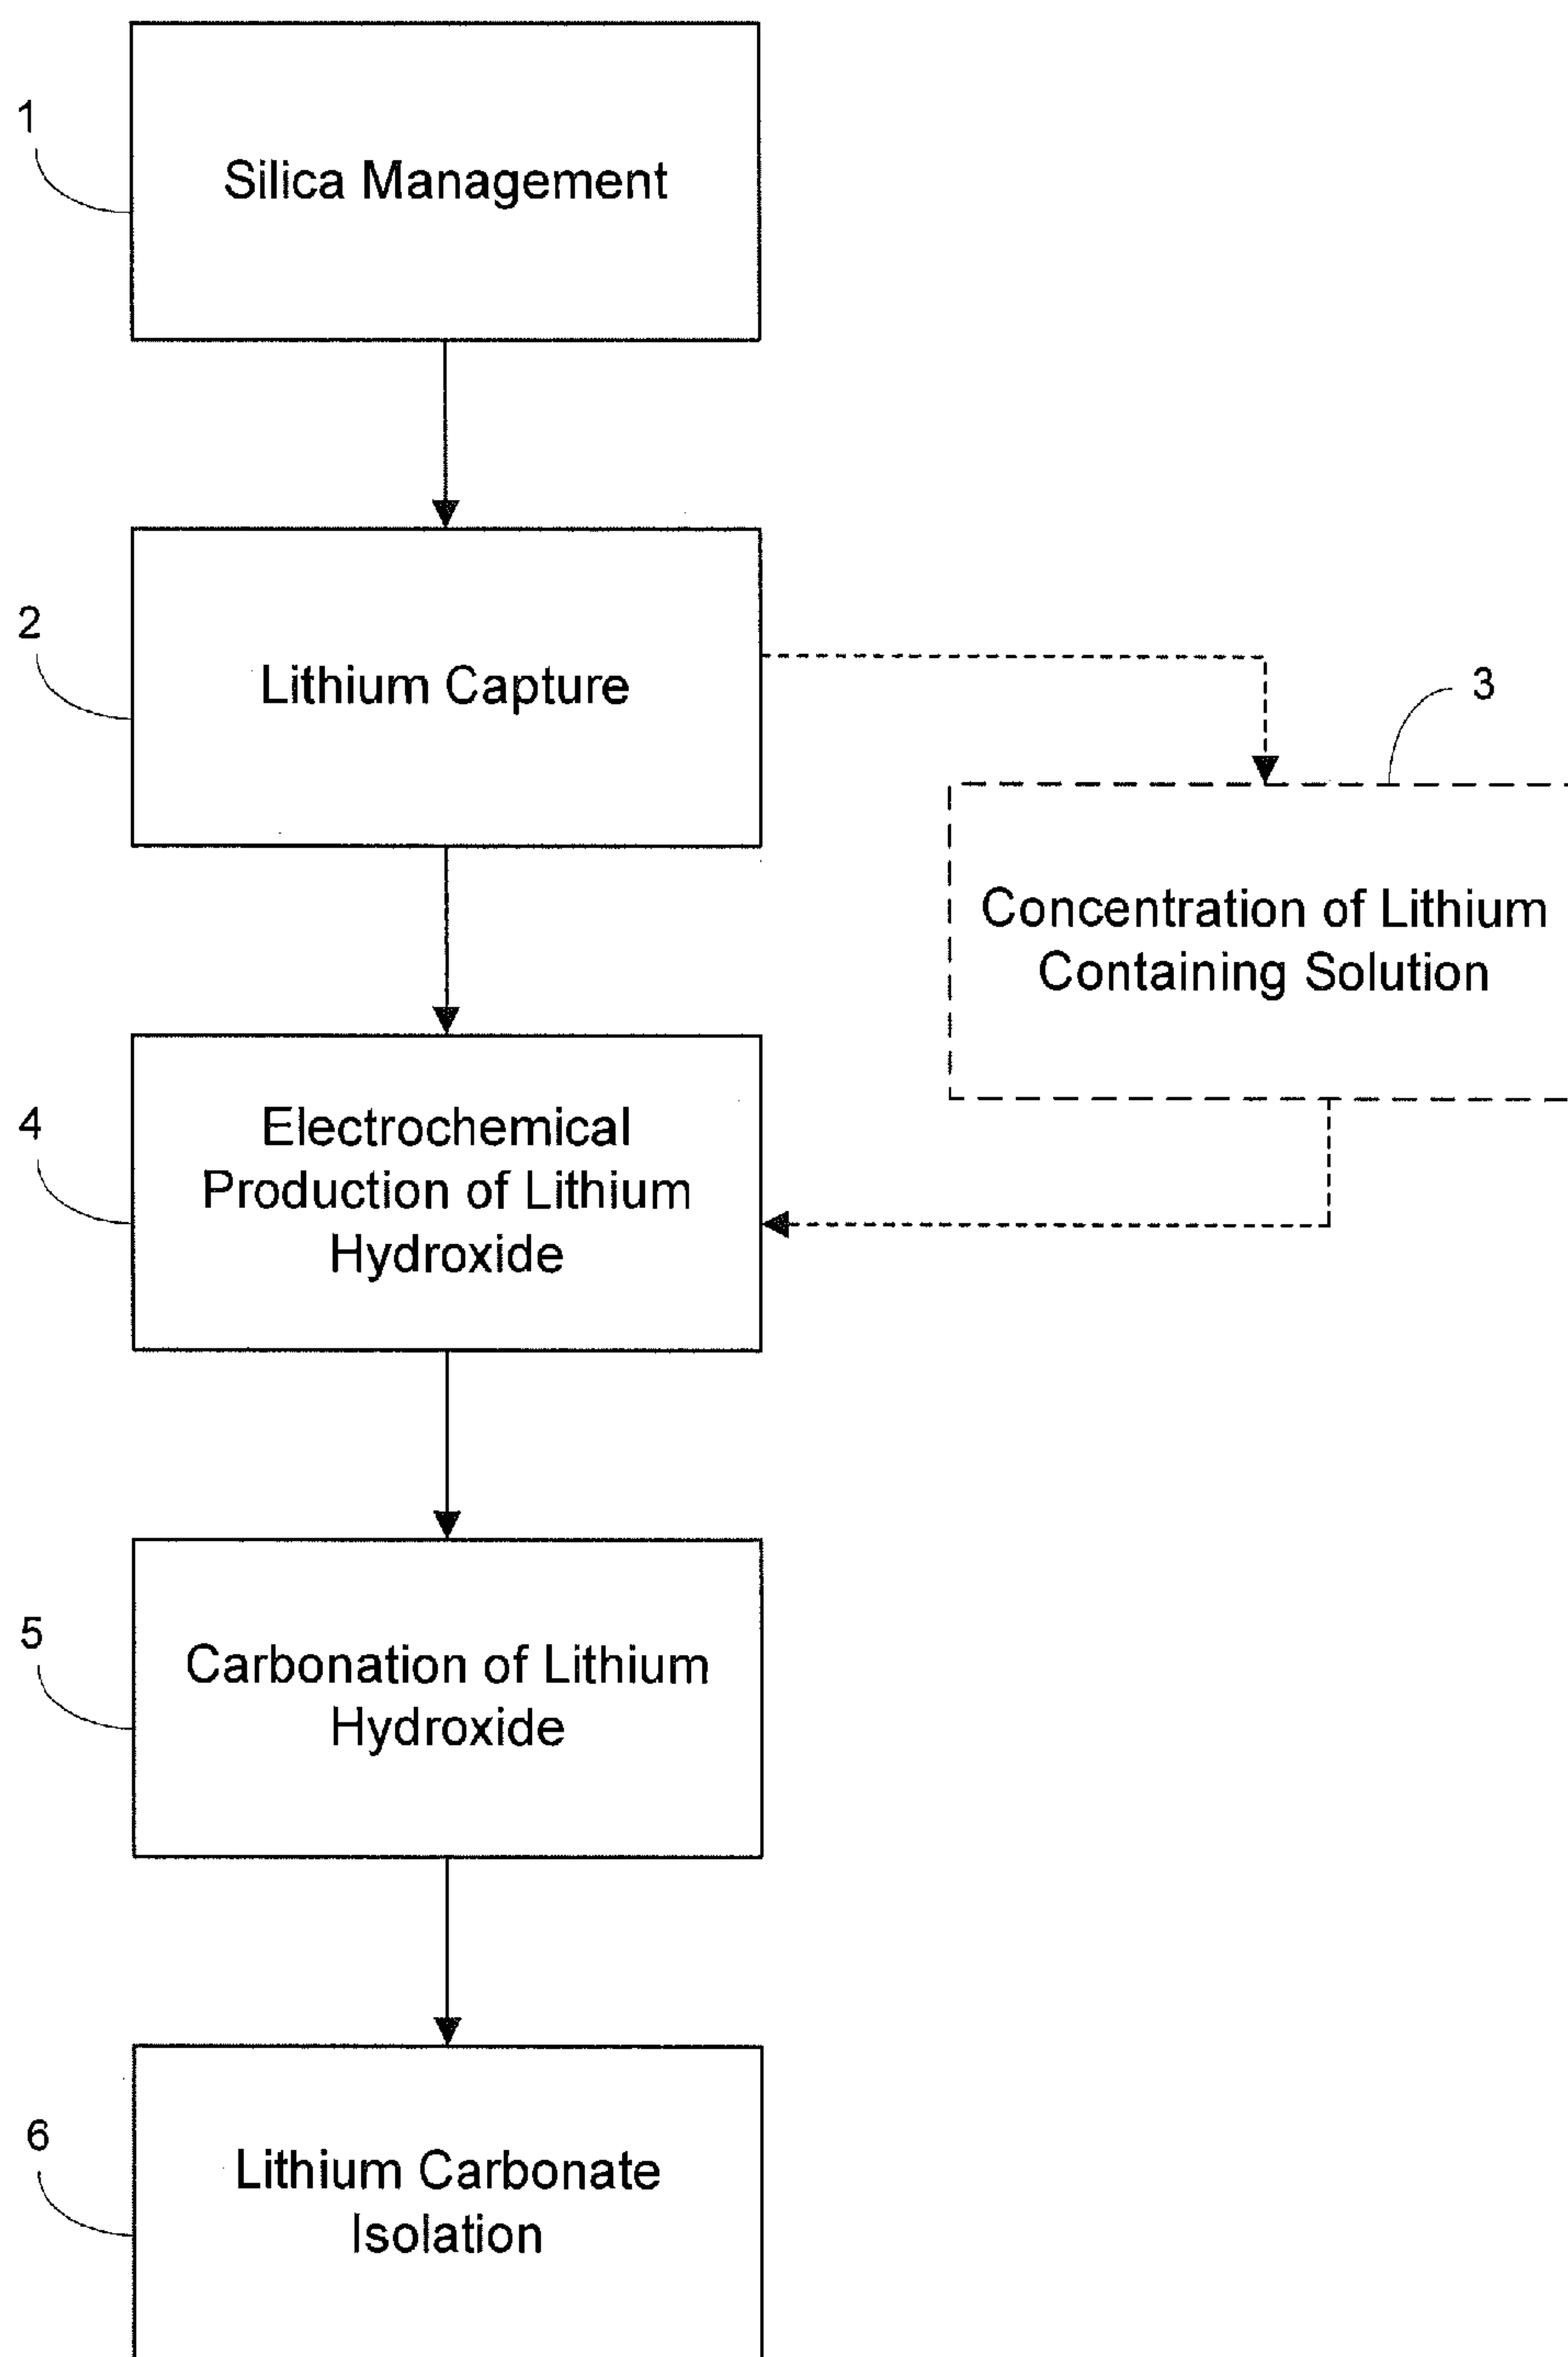 1
Silica Management
2
Lithium Capture
3
Concentration of Lithium
Containing Solution
4
Electrochemical
Production of Lithium
Hydroxide
5
Carbonation of Lithium
Hydroxide
6
Lithium Carbonate
Isolation